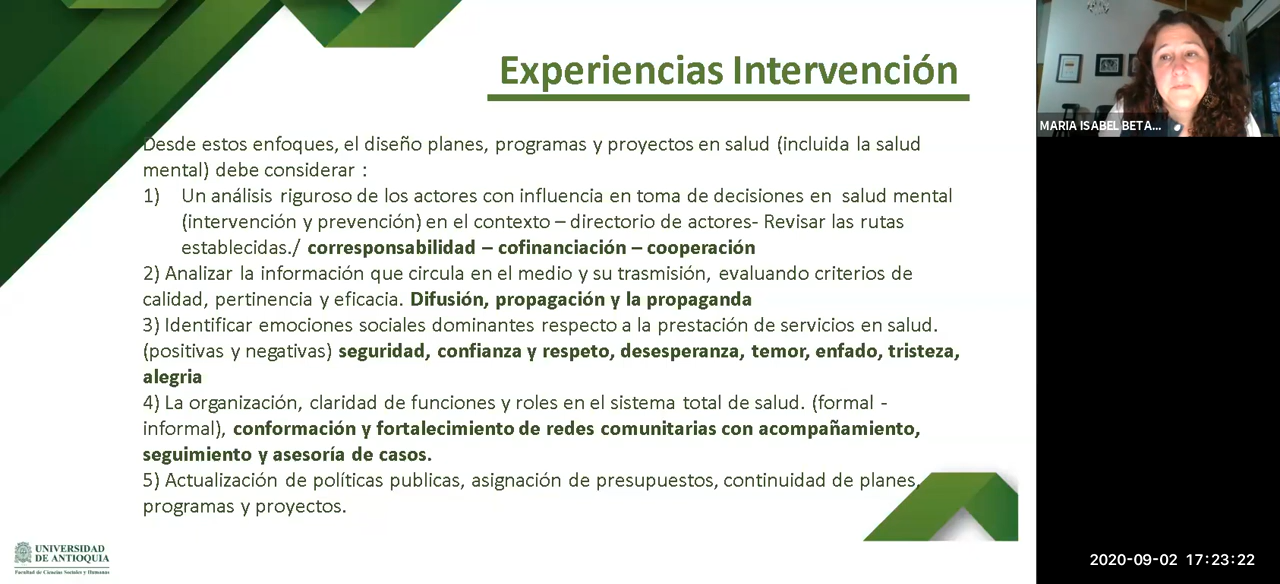 Experiencias Intervención
MARIA ISABEL BETA...
Desde estos enfoques, el diseño planes, programas y proyectos en salud (incluida la salud
mental) debe considerar :
1) Un análisis riguroso de los actores con influencia en toma de decisiones en salud mental
(intervención y prevención) en el contexto – directorio de actores- Revisar las rutas
establecidas./ corresponsabilidad – cofinanciación – cooperación
2) Analizar la información que circula en el medio y su trasmisión, evaluando criterios de
calidad, pertinencia y eficacia. Difusión, propagación y la propaganda
3) Identificar emociones sociales dominantes respecto a la prestación de servicios en salud.
(positivas y negativas) seguridad, confianza y respeto, desesperanza, temor, enfado, tristeza,
alegria
4) La organización, claridad de funciones y roles en el sistema total de salud. (formal -
informal), conformación y fortalecimiento de redes comunitarias con acompañamiento,
seguimiento y asesoría de casos.
5) Actualización de políticas publicas, asignación de presupuestos, continuidad de planes,
programas y proyectos.
UNIVERSIDAD
DE ANTIOQUIA
Facultad de Ciencias Sociales y Humanas
2020-09-02 17:23:22